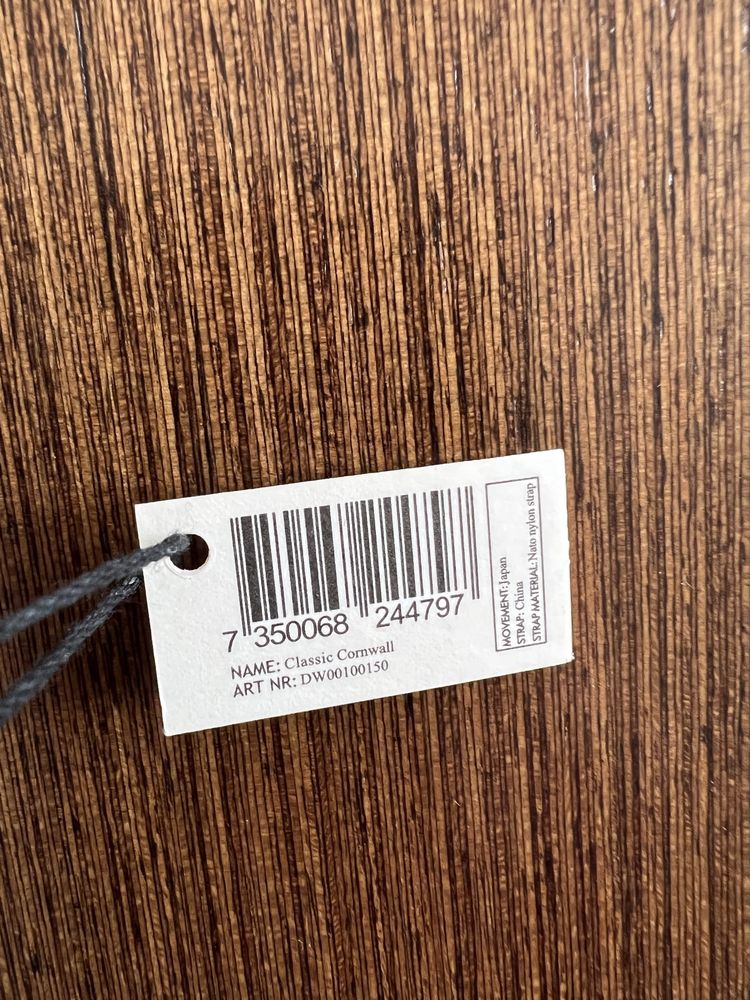 7 350068 244797
NAME: Classic Cornwall
ART NR: DW00100150
MOVEMENT: Japan
STRAP: China
STRAP MATERIAL: Nato nylon strap